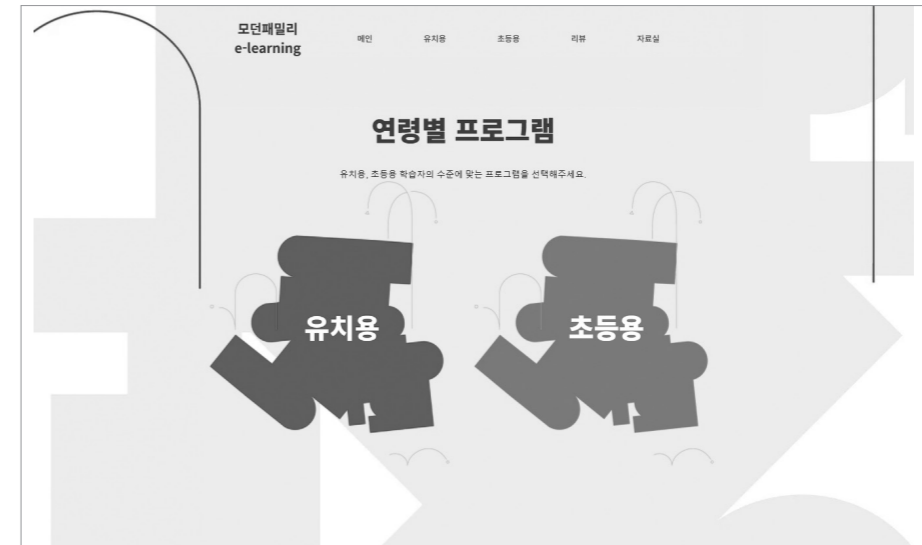 모던패밀리
e-learning
메인 유치용 초등용 리뷰 자료실
연령별 프로그램
유치용, 초등용 학습자의 수준에 맞는 프로그램을 선택해주세요.
유치용 초등용